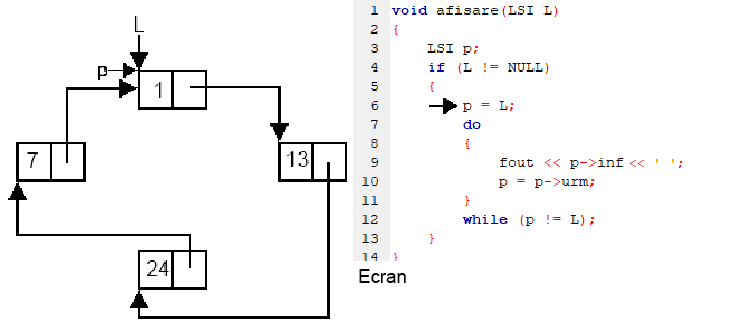 L
p
1
7
13
24
1 void afisare(LSI L)
2 {
3 LSI p;
4 if (L != NULL)
5 {
6 p = L;
7 do
8 {
9 fout << p->inf << ' ';
10 p = p->urm;
11 }
12 while (p != L);
13 }
14 }
Ecran